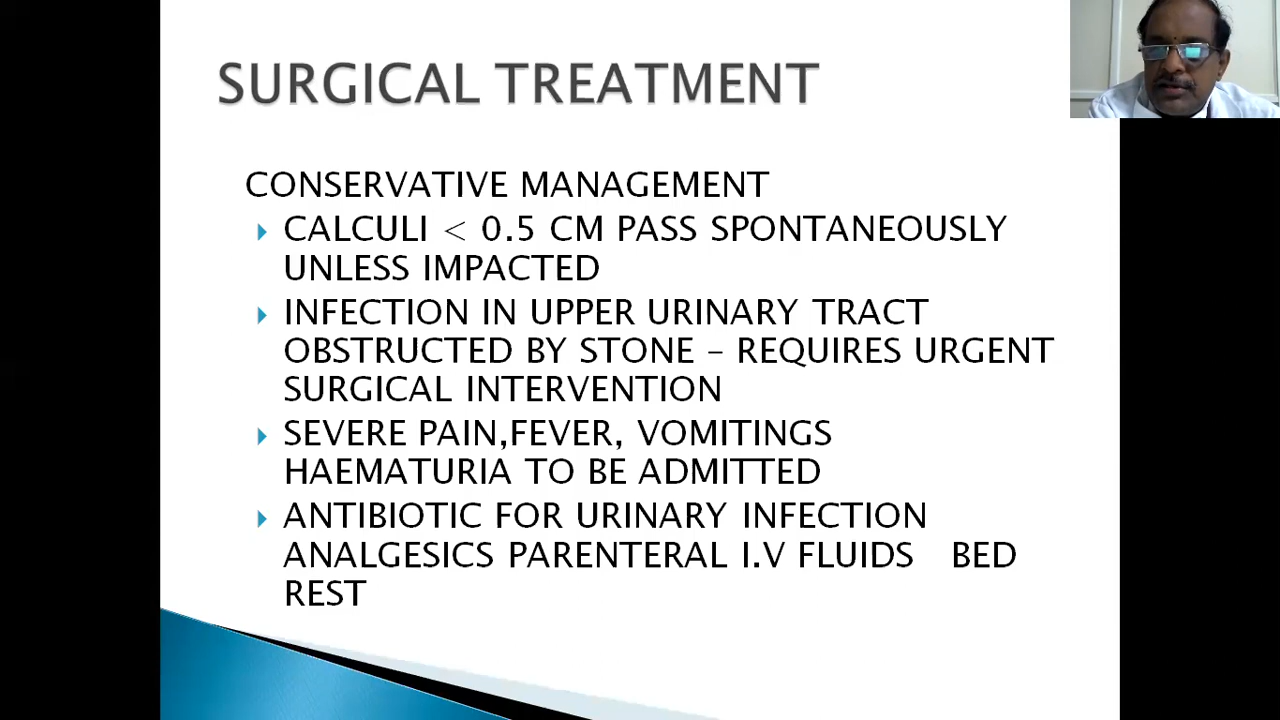 SURGICAL TREATMENT
CONSERVATIVE MANAGEMENT
CALCULI < 0.5 CM PASS SPONTANEOUSLY
UNLESS IMPACTED
INFECTION IN UPPER URINARY TRACT
OBSTRUCTED BY STONE – REQUIRES URGENT
SURGICAL INTERVENTION
SEVERE PAIN,FEVER, VOMITINGS
HAEMATURIA TO BE ADMITTED
ANTIBIOTIC FOR URINARY INFECTION
ANALGESICS PARENTERAL I.V FLUIDS BED
REST